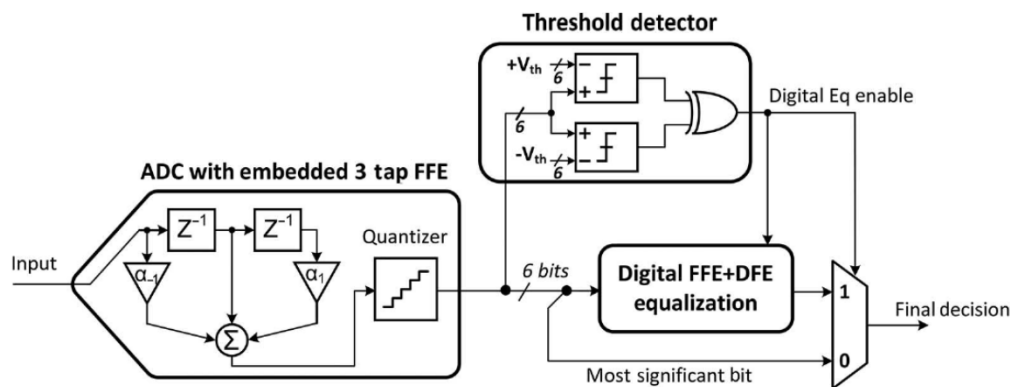 Threshold detector
+Vth
6
−
+
6
+
-Vth
6
−
Digital Eq enable
ADC with embedded 3 tap FFE
Z⁻¹
Z⁻¹
Quantizer
Input
α-1
α1
Σ
6 bits
Digital FFE+DFE
equalization
1
Final decision
0
Most significant bit